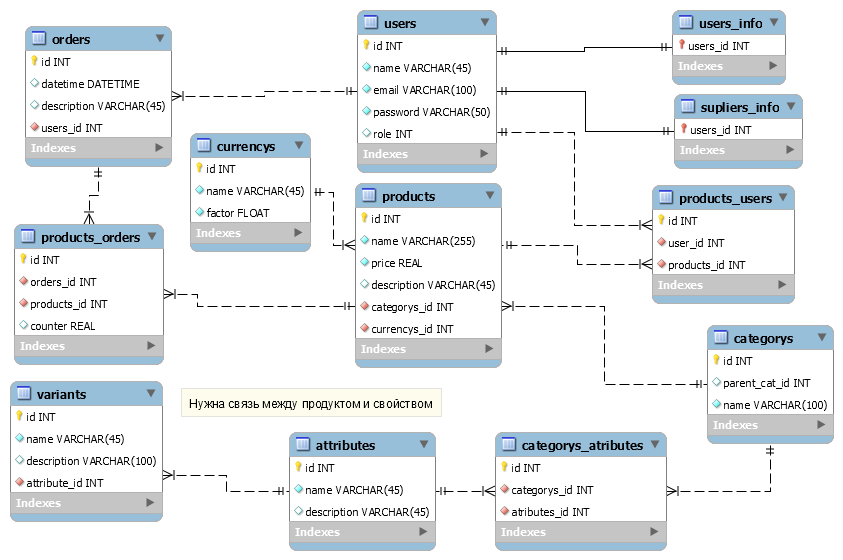 orders
id INT
datetime DATETIME
description VARCHAR(45)
users_id INT
Indexes
users
id INT
name VARCHAR(45)
email VARCHAR(100)
password VARCHAR(50)
role INT
Indexes
users_info
users_id INT
Indexes
supliers_info
users_id INT
Indexes
currencys
id INT
name VARCHAR(45)
factor FLOAT
Indexes
products
id INT
name VARCHAR(255)
price REAL
description VARCHAR(45)
categorys_id INT
currencys_id INT
Indexes
products_users
id INT
user_id INT
products_id INT
Indexes
products_orders
id INT
orders_id INT
products_id INT
counter REAL
Indexes
categorys
id INT
parent_cat_id INT
name VARCHAR(100)
Indexes
variants
id INT
name VARCHAR(45)
description VARCHAR(100)
attribute_id INT
Indexes
Нужна связь между продуктом и свойством
attributes
id INT
name VARCHAR(45)
description VARCHAR(45)
Indexes
categorys_atributes
id INT
categorys_id INT
atributes_id INT
Indexes